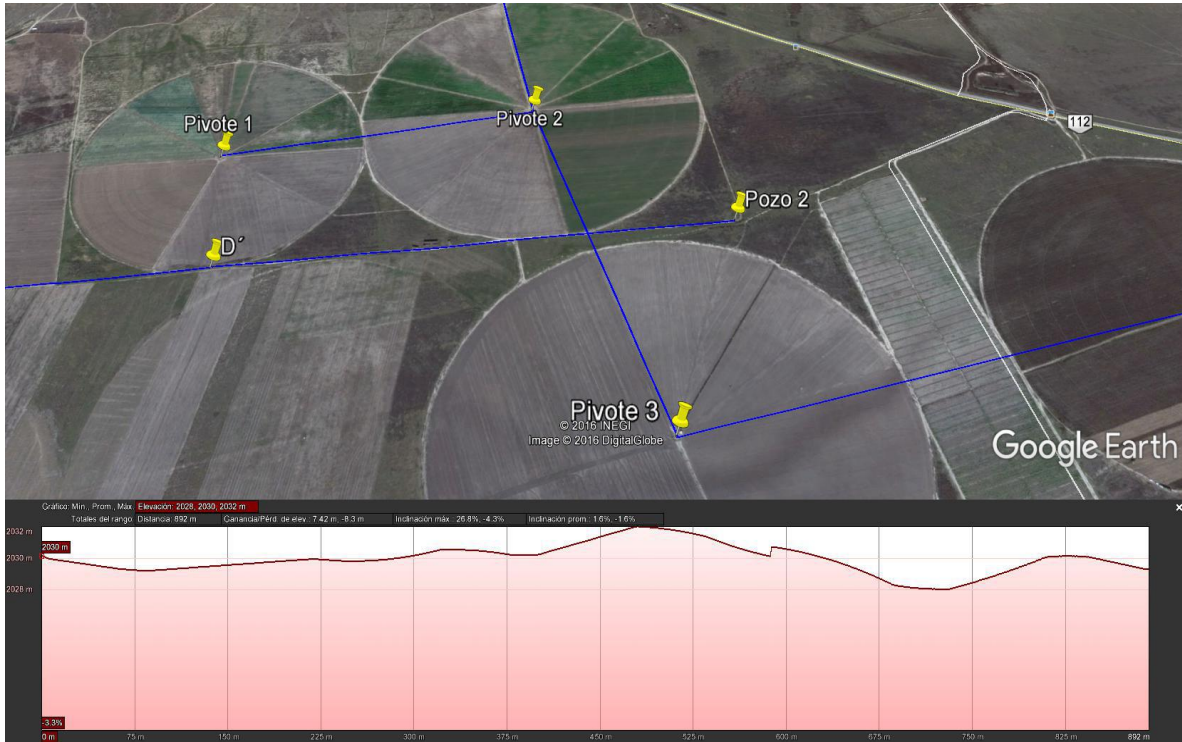 Pivote 1
Pivote 2
112
Pozo 2
D´
Pivote 3
© 2016 INEGI
Image © 2016 DigitalGlobe
Google Earth
Gráfico: Mín., Prom., Máx. Elevación: 2028, 2030, 2032 m
Totales del rango: Distancia: 892 m Ganancia/Pérd. de elev.: 7.42 m, -8.3 m Inclinación máx.: 26.8%, -4.3% Inclinación prom.: 1.6%, -1.6%
2032 m
2030 m
2030 m
2028 m
-3.3%
0 m 75 m 150 m 225 m 300 m 375 m 450 m 525 m 600 m 675 m 750 m 825 m 892 m